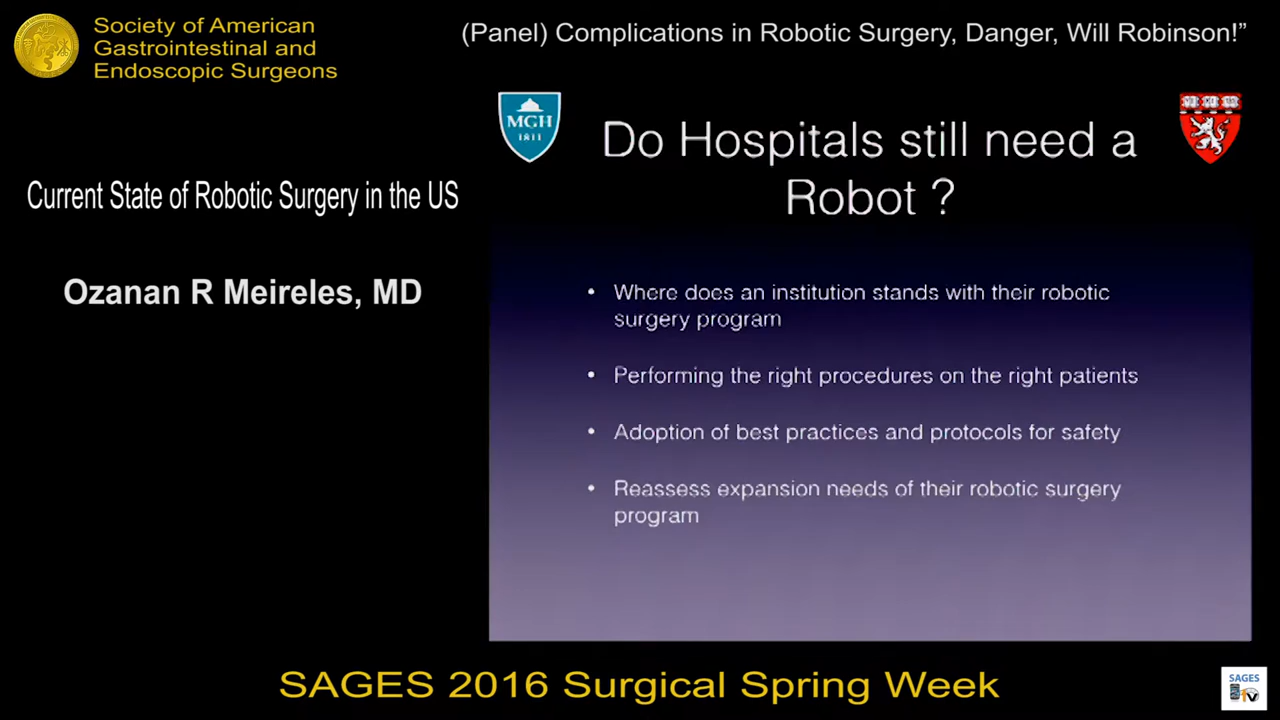 Society of American
Gastrointestinal and
Endoscopic Surgeons
(Panel) Complications in Robotic Surgery, Danger, Will Robinson!”
Current State of Robotic Surgery in the US
Ozanan R Meireles, MD
MGH
1811
Do Hospitals still need a
Robot ?
• Where does an institution stands with their robotic
surgery program
• Performing the right procedures on the right patients
• Adoption of best practices and protocols for safety
• Reassess expansion needs of their robotic surgery
program
SAGES 2016 Surgical Spring Week
SAGES
TV